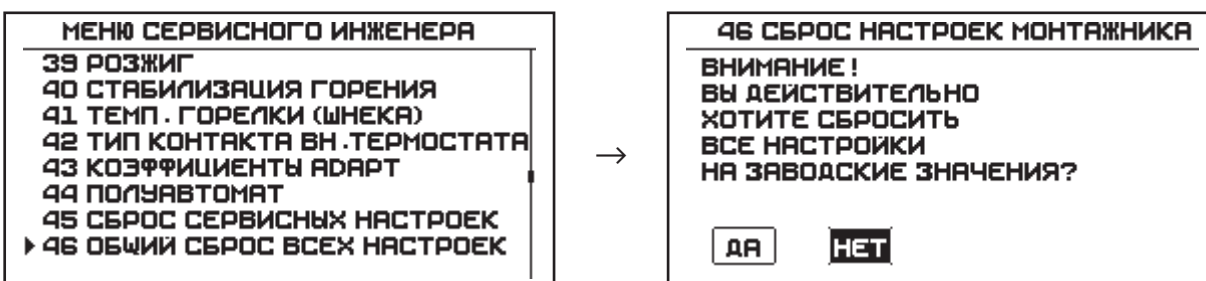 МЕНЮ СЕРВИСНОГО ИНЖЕНЕРА
39 РОЗЖИГ
40 СТАБИЛИЗАЦИЯ ГОРЕНИЯ
41 ТЕМП. ГОРЕЛКИ (ШНЕКА)
42 ТИП КОНТАКТА ВН.ТЕРМОСТАТА
43 КОЭФФИЦИЕНТЫ ADAPT
44 ПОЛУАВТОМАТ
45 СБРОС СЕРВИСНЫХ НАСТРОЕК
46 ОБЩИЙ СБРОС ВСЕХ НАСТРОЕК
46 СБРОС НАСТРОЕК МОНТАЖНИКА
ВНИМАНИЕ!
ВЫ ДЕЙСТВИТЕЛЬНО
ХОТИТЕ СБРОСИТЬ
ВСЕ НАСТРОЙКИ
НА ЗАВОДСКИЕ ЗНАЧЕНИЯ?
ДА НЕТ